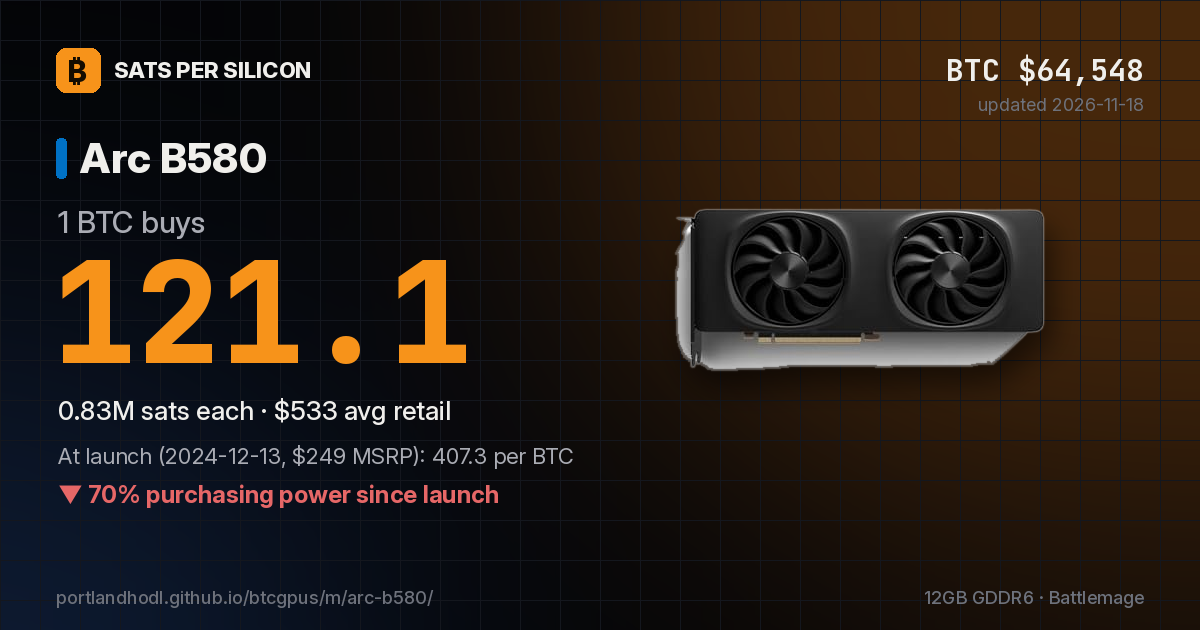 ₿ SATS PER SILICON
BTC $64,548
updated 2026-11-18
Arc B580
1 BTC buys
121.1
0.83M sats each · $533 avg retail
At launch (2024-12-13, $249 MSRP): 407.3 per BTC
▼ 70% purchasing power since launch
portlandhodl.github.io/btcgpus/m/arc-b580/
12GB GDDR6 · Battlemage